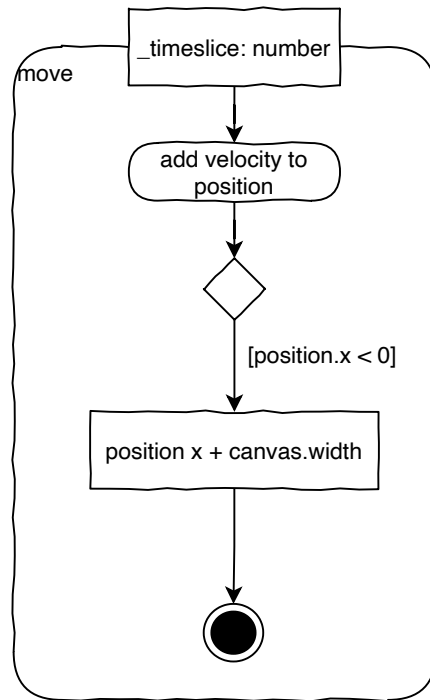 _timeslice: number
move
add velocity to
position
[position.x < 0]
position x + canvas.width